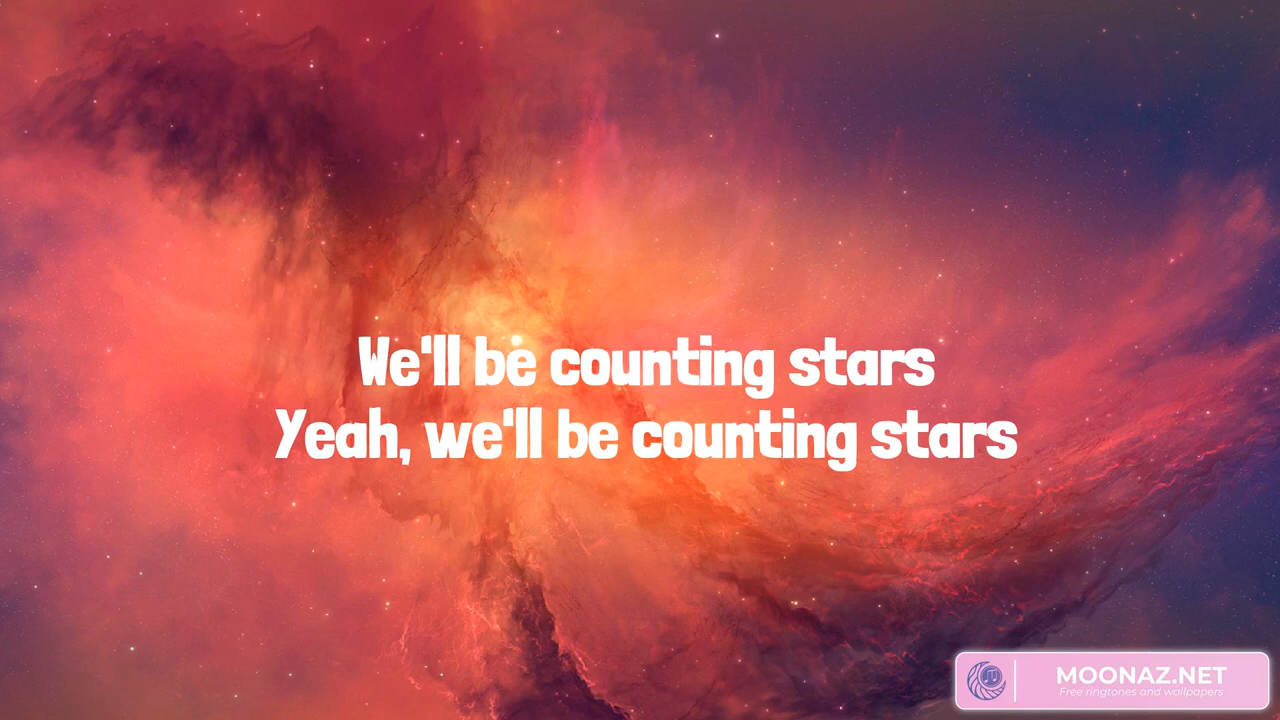 We'll be counting stars
Yeah, we'll be counting stars
MOONAZ.NET
Free ringtones and wallpapers